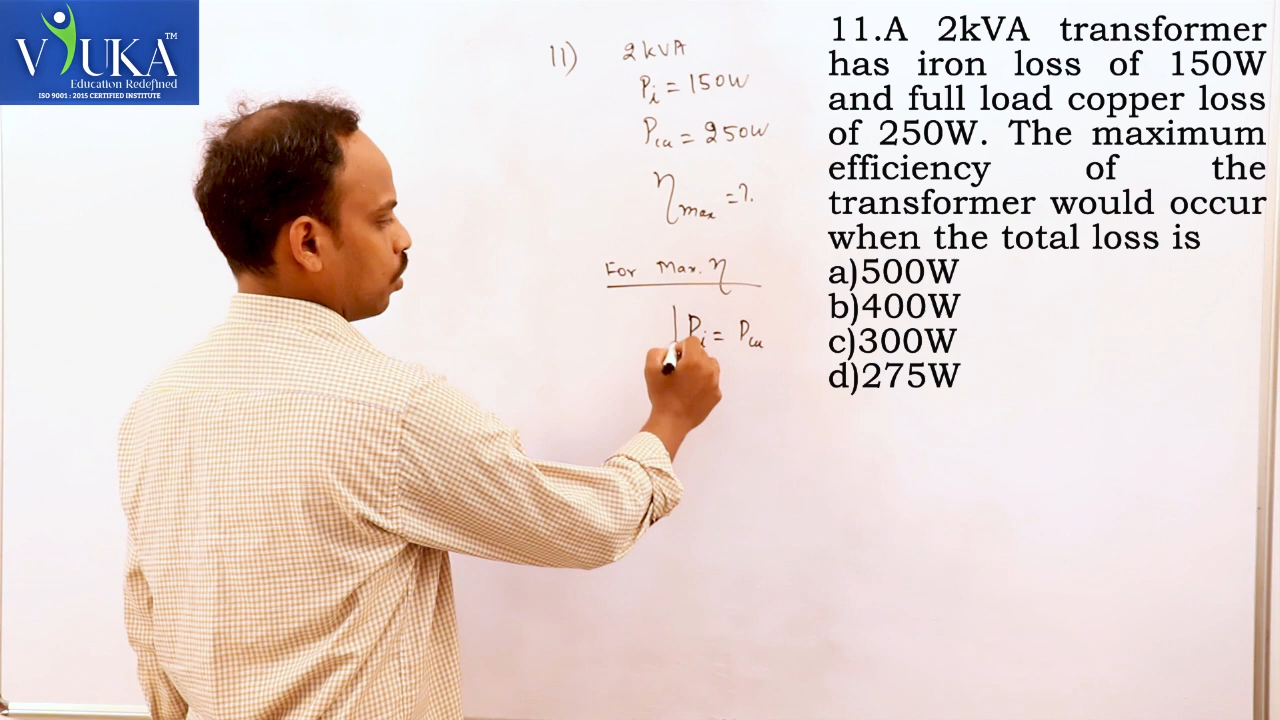 VIUKA™
Education Redefined
ISO 9001 : 2015 CERTIFIED INSTITUTE
11) 2kVA
Pi = 150W
Pcu = 250W
ηmax = ?.
For Max. η
Pi = Pcu
11.A 2kVA transformer
has iron loss of 150W
and full load copper loss
of 250W. The maximum
efficiency of the
transformer would occur
when the total loss is
a)500W
b)400W
c)300W
d)275W